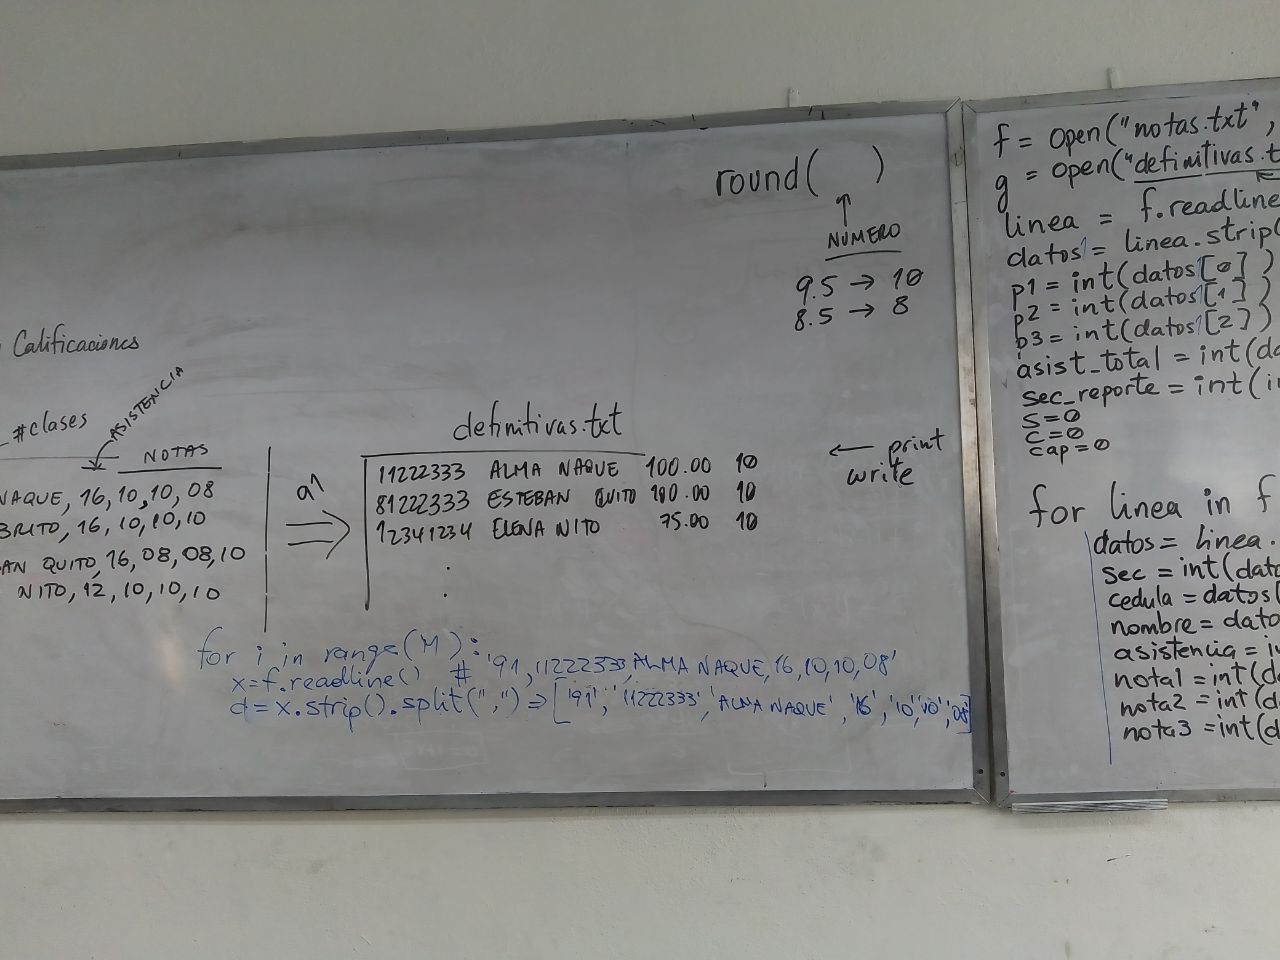 round( )
NUMERO
9.5 → 10
8.5 → 8
Calificaciones
#clases
ASISTENCIA
NOTAS
NAQUE, 16, 10, 10, 08
BRITO, 16, 10, 10, 10
AN QUITO, 16, 08, 08, 10
NITO, 12, 10, 10, 10
a1
definitivas.txt
11222333 ALMA NAQUE 100.00 10
81222333 ESTEBAN QUITO 100.00 10
12341234 ELENA NITO 75.00 10
← print
write
for i in range(M):
x=f.readline() # '91,11222333,ALMA NAQUE,16,10,10,08'
d=x.strip().split(",") ⇒ ['91','11222333','ALMA NAQUE','16','10','10','08']
f = open("notas.txt",
g = open("definitivas.t
linea = f.readline
datos1 = linea.strip(
p1 = int(datos1[0])
p2 = int(datos1[1])
p3 = int(datos1[2])
asist_total = int(da
sec_reporte = int(i
s=0
c=0
cap=0
for linea in f
datos = linea.
sec = int(dato
cedula = datos[
nombre = dato
asistencia = i
nota1 = int(da
nota2 = int(d
nota3 = int(d